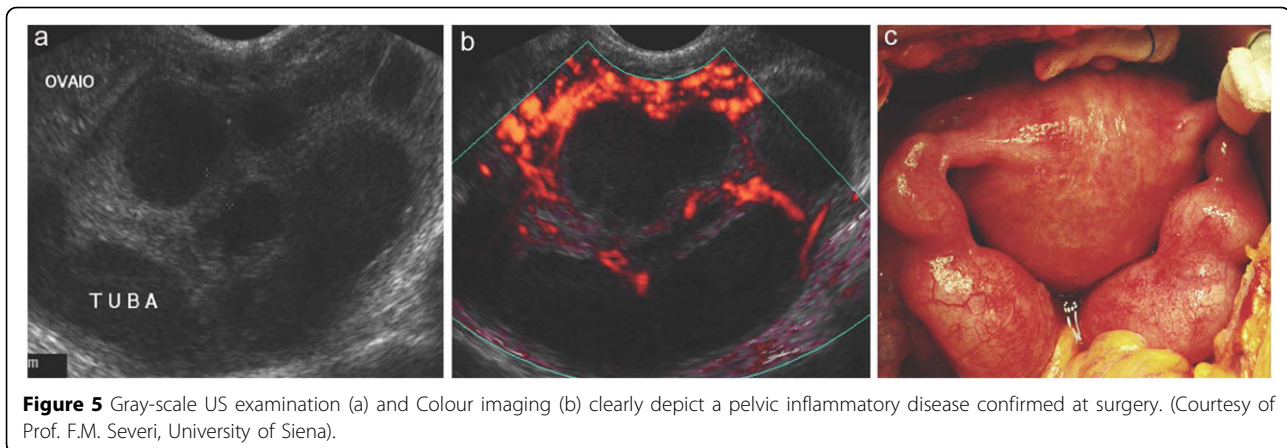 a
OVAIO
TUBA
m
b
c
Figure 5 Gray-scale US examination (a) and Colour imaging (b) clearly depict a pelvic inflammatory disease confirmed at surgery. (Courtesy of
Prof. F.M. Severi, University of Siena).